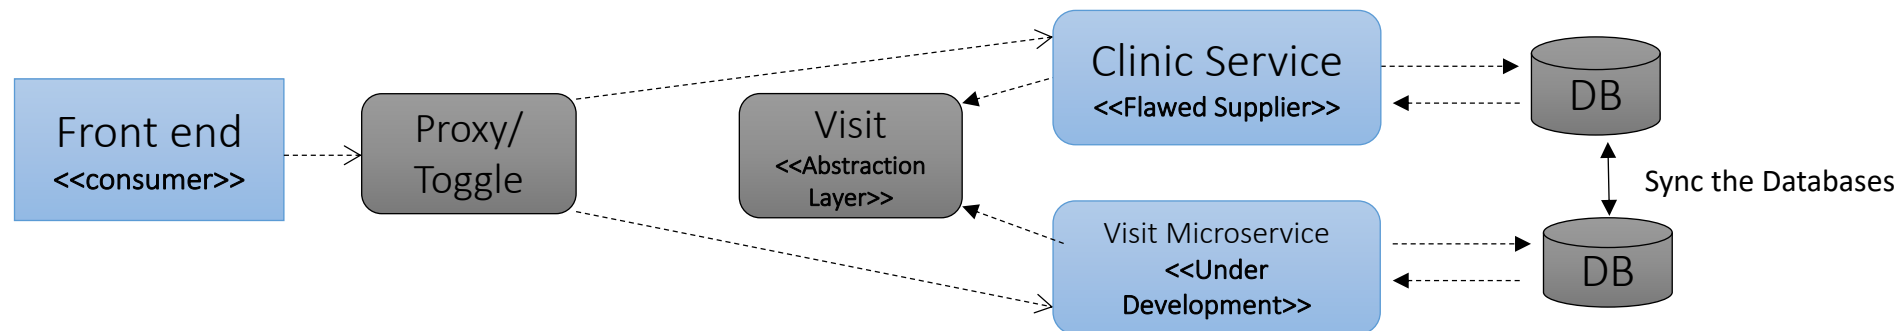 Front end
<<consumer>>
Proxy/
Toggle
Visit
<<Abstraction
Layer>>
Clinic Service
<<Flawed Supplier>>
DB
Sync the Databases
Visit Microservice
<<Under
Development>>
DB